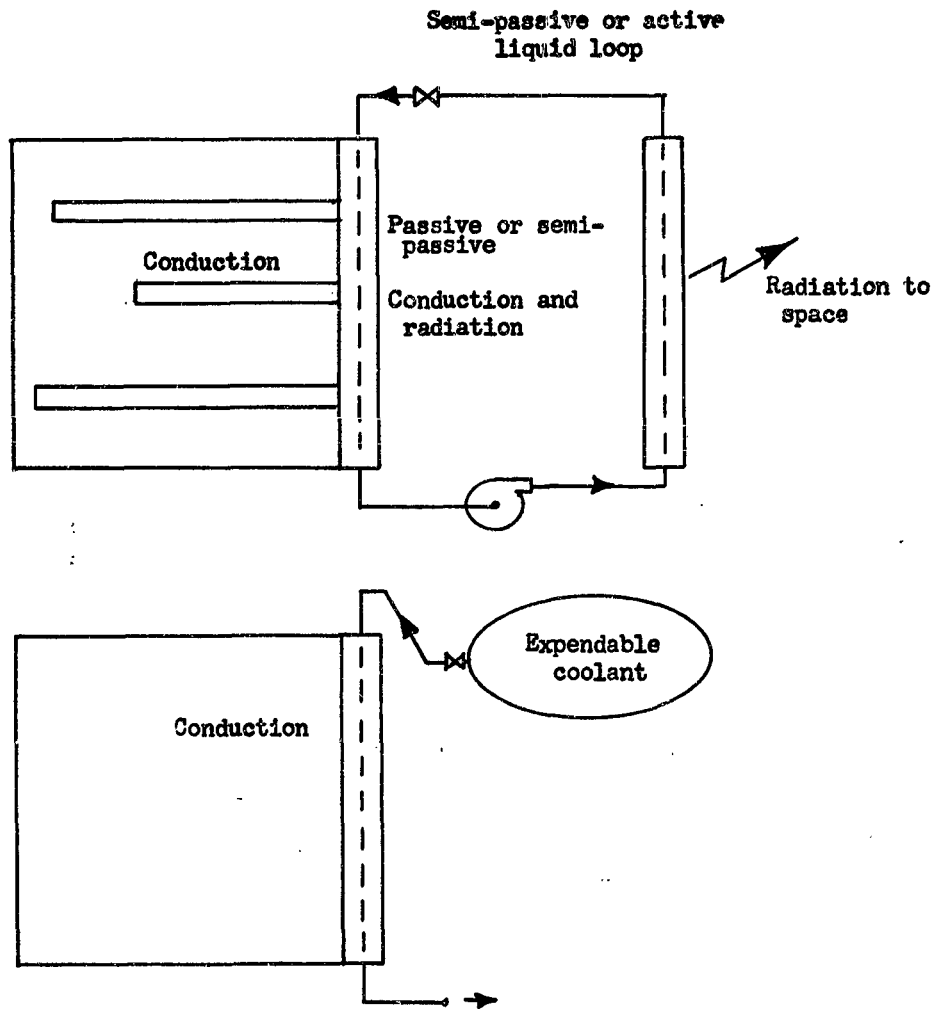 Semi-passive or active
liquid loop
Passive or semi-
passive
Conduction
Conduction and
radiation
Radiation to
space
Expendable
coolant
Conduction